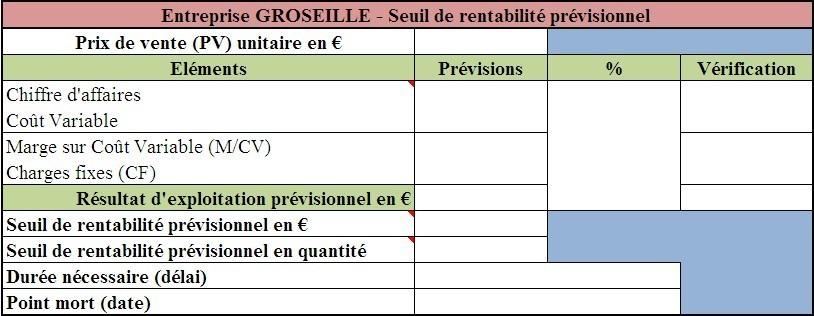 Entreprise GROSEILLE - Seuil de rentabilité prévisionnel
Prix de vente (PV) unitaire en €
Eléments Prévisions % Vérification
Chiffre d'affaires
Coût Variable
Marge sur Coût Variable (M/CV)
Charges fixes (CF)
Résultat d'exploitation prévisionnel en €
Seuil de rentabilité prévisionnel en €
Seuil de rentabilité prévisionnel en quantité
Durée nécessaire (délai)
Point mort (date)